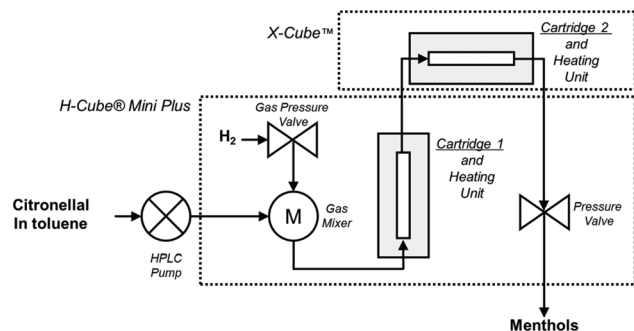 X-Cube™
Cartridge 2
and
Heating
Unit
H-Cube® Mini Plus
Gas Pressure
Valve
H2
Cartridge 1
and
Heating
Unit
Citronellal
In toluene
M
Gas
Mixer
Pressure
Valve
HPLC
Pump
Menthols